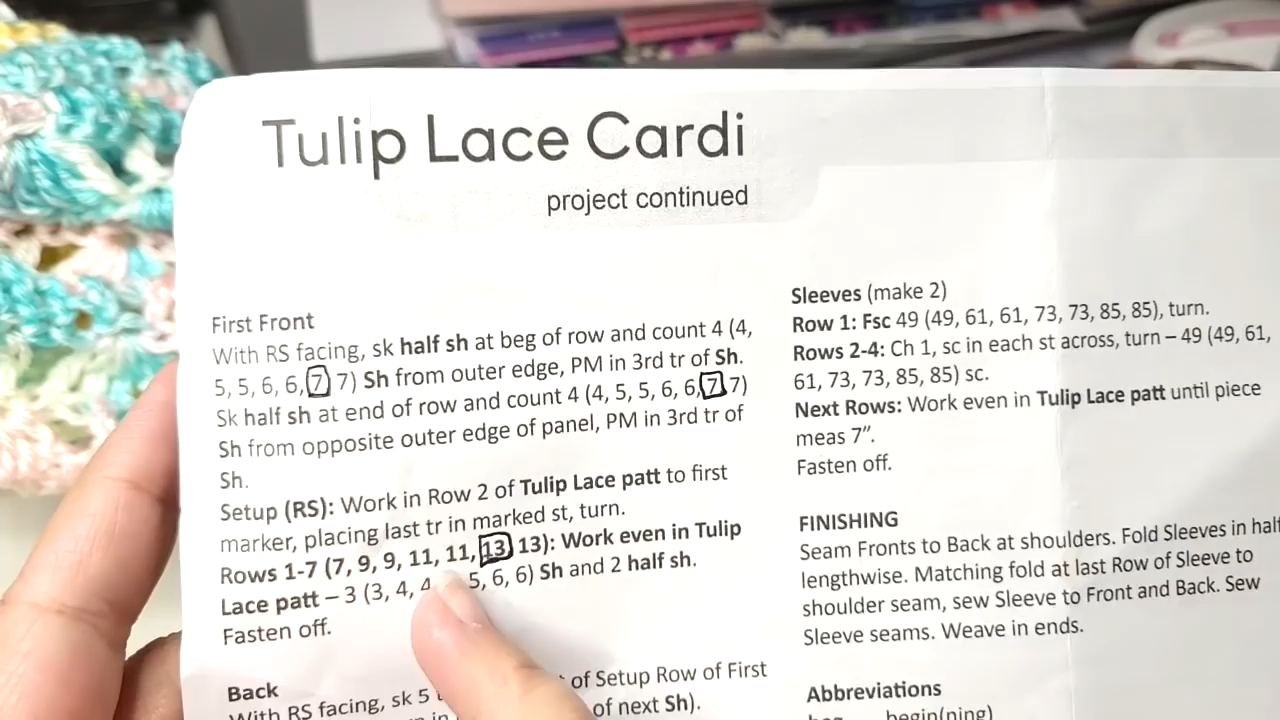 Tulip Lace Cardi
project continued
First Front
With RS facing, sk half sh at beg of row and count 4 (4,
5, 5, 6, 6, 7, 7) Sh from outer edge, PM in 3rd tr of Sh.
Sk half sh at end of row and count 4 (4, 5, 5, 6, 6, 7, 7)
Sh from opposite outer edge of panel, PM in 3rd tr of
Sh.
Setup (RS): Work in Row 2 of Tulip Lace patt to first
marker, placing last tr in marked st, turn.
Rows 1-7 (7, 9, 9, 11, 11, 13 13): Work even in Tulip
Lace patt – 3 (3, 4, 4 5, 6, 6) Sh and 2 half sh.
Fasten off.
Back
With RS facing, sk 5 of Setup Row of First
of next Sh).
Sleeves (make 2)
Row 1: Fsc 49 (49, 61, 61, 73, 73, 85, 85), turn.
Rows 2-4: Ch 1, sc in each st across, turn – 49 (49, 61,
61, 73, 73, 85, 85) sc.
Next Rows: Work even in Tulip Lace patt until piece
meas 7”.
Fasten off.
FINISHING
Seam Fronts to Back at shoulders. Fold Sleeves in half
lengthwise. Matching fold at last Row of Sleeve to
shoulder seam, sew Sleeve to Front and Back. Sew
Sleeve seams. Weave in ends.
Abbreviations
begin(ning)